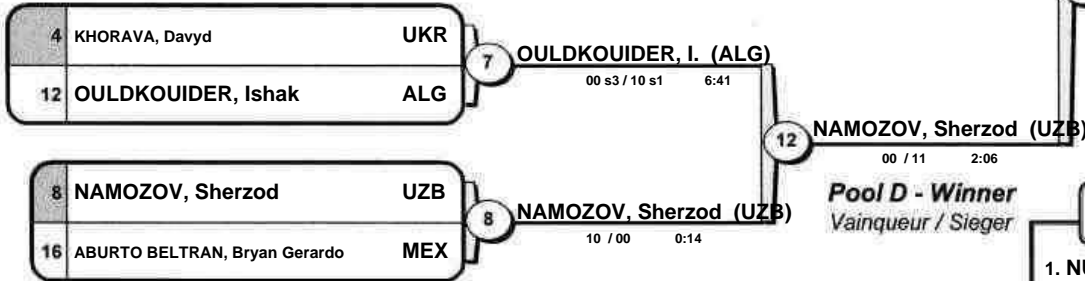 4 KHORAVA, Davyd UKR
12 OULDKOUIDER, Ishak ALG
7
OULDKOUIDER, I. (ALG)
00 s3 / 10 s1 6:41
8 NAMOZOV, Sherzod UZB
16 ABURTO BELTRAN, Bryan Gerardo MEX
8
NAMOZOV, Sherzod (UZB)
10 / 00 0:14
12
NAMOZOV, Sherzod (UZB)
00 / 11 2:06
Pool D - Winner
Vainqueur / Sieger
1.